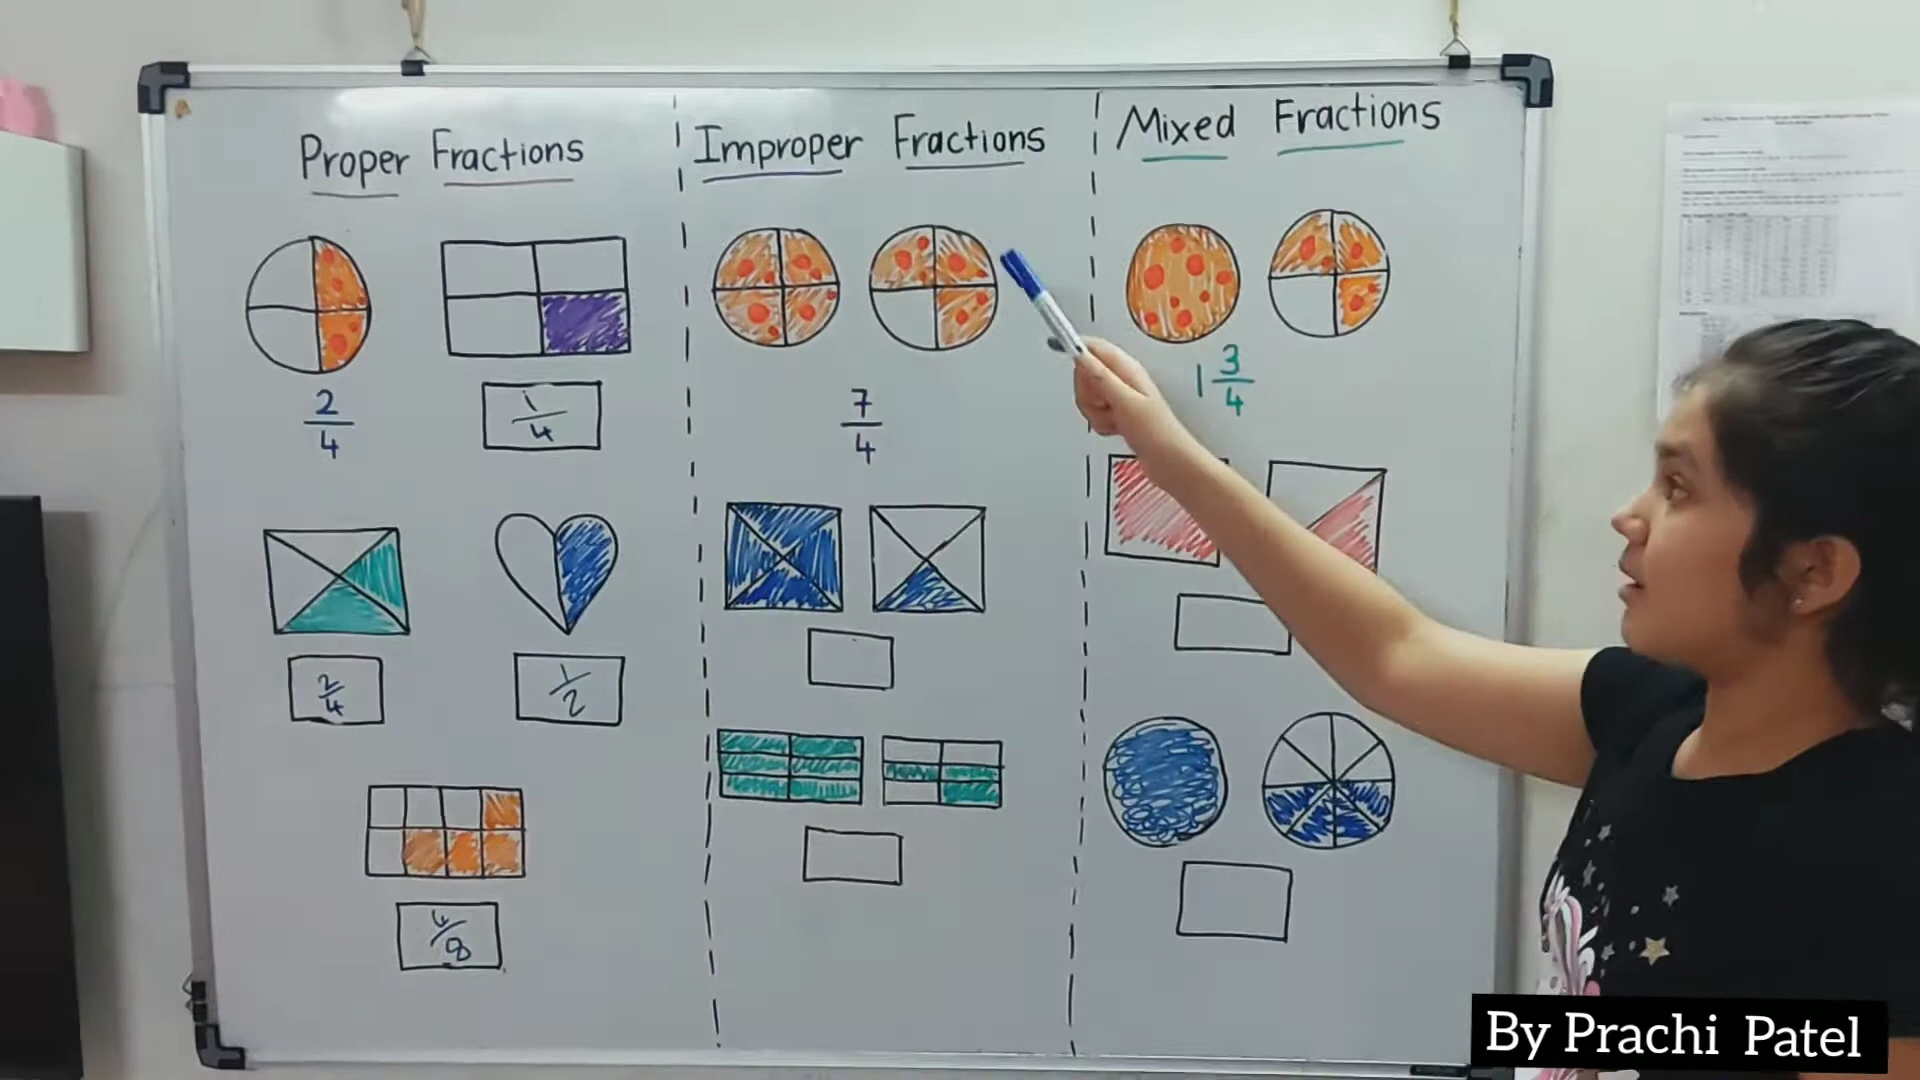 Proper Fractions
Improper Fractions
Mixed Fractions
2/4
1/4
7/4
1 3/4
2/4
1/2
4/8
By Prachi Patel